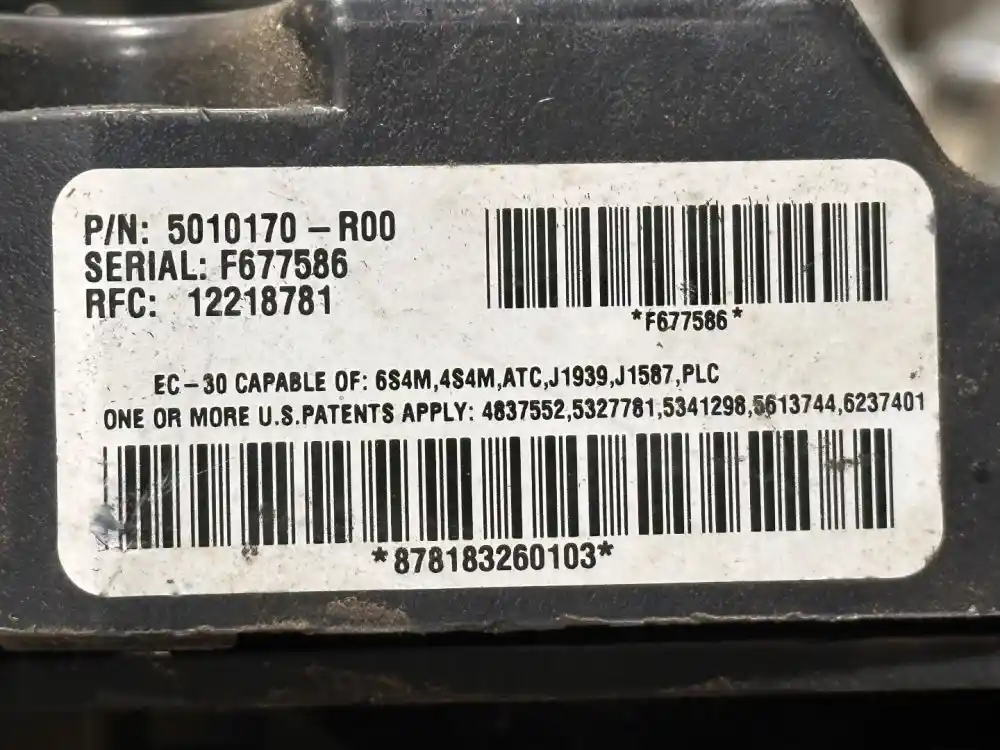 P/N: 5010170-R00
SERIAL: F677586
RFC: 12218781
*F677586*
EC-30 CAPABLE OF: 6S4M,4S4M,ATC,J1939,J1587,PLC
ONE OR MORE U.S.PATENTS APPLY: 4837552,5327781,5341298,5613744,6237401
*878183260103*